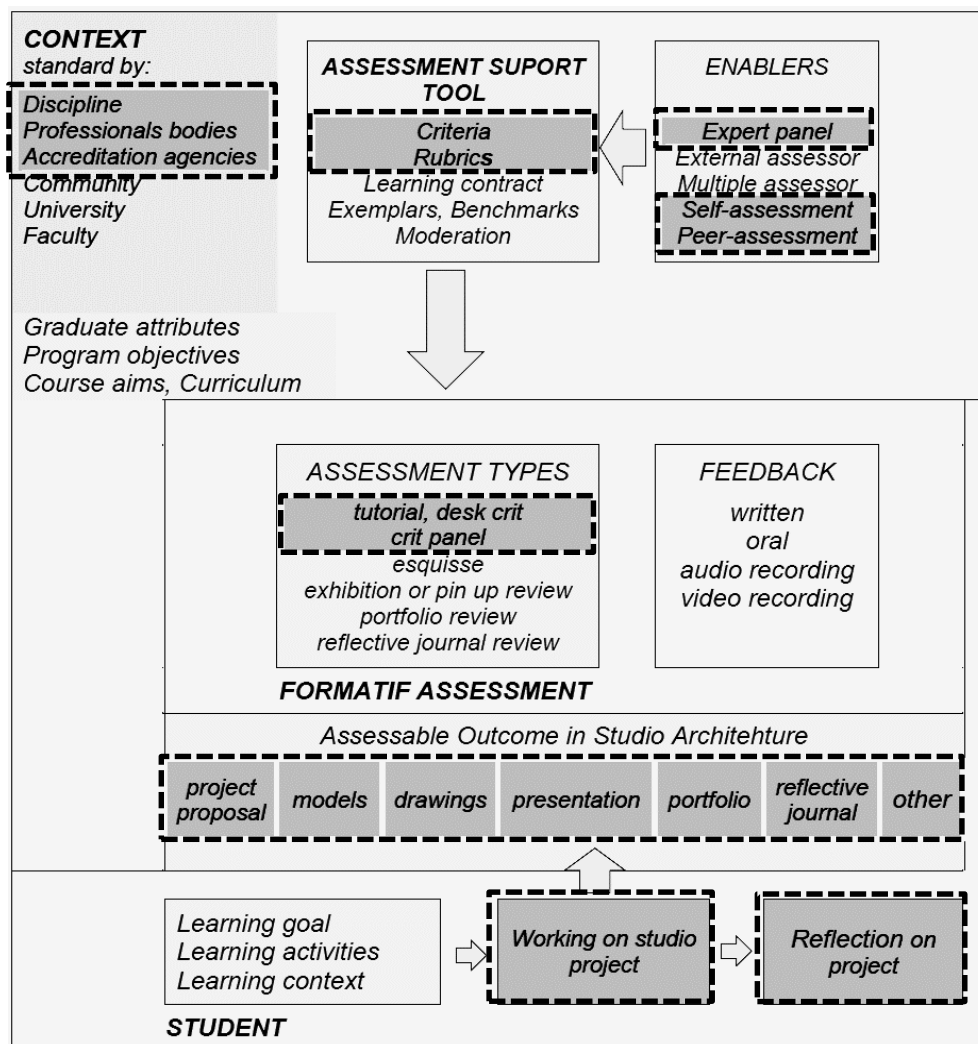 CONTEXT
standard by:
Discipline
Professionals bodies
Accreditation agencies
Community
University
Faculty
Graduate attributes
Program objectives
Course aims, Curriculum
ASSESSMENT SUPORT
TOOL
Criteria
Rubrics
Learning contract
Exemplars, Benchmarks
Moderation
ENABLERS
Expert panel
External assessor
Multiple assessor
Self-assessment
Peer-assessment
ASSESSMENT TYPES
tutorial, desk crit
crit panel
esquisse
exhibition or pin up review
portfolio review
reflective journal review
FEEDBACK
written
oral
audio recording
video recording
FORMATIF ASSESSMENT
Assessable Outcome in Studio Architehture
project
proposal
models
drawings
presentation
portfolio
reflective
journal
other
Learning goal
Learning activities
Learning context
Working on studio
project
Reflection on
project
STUDENT